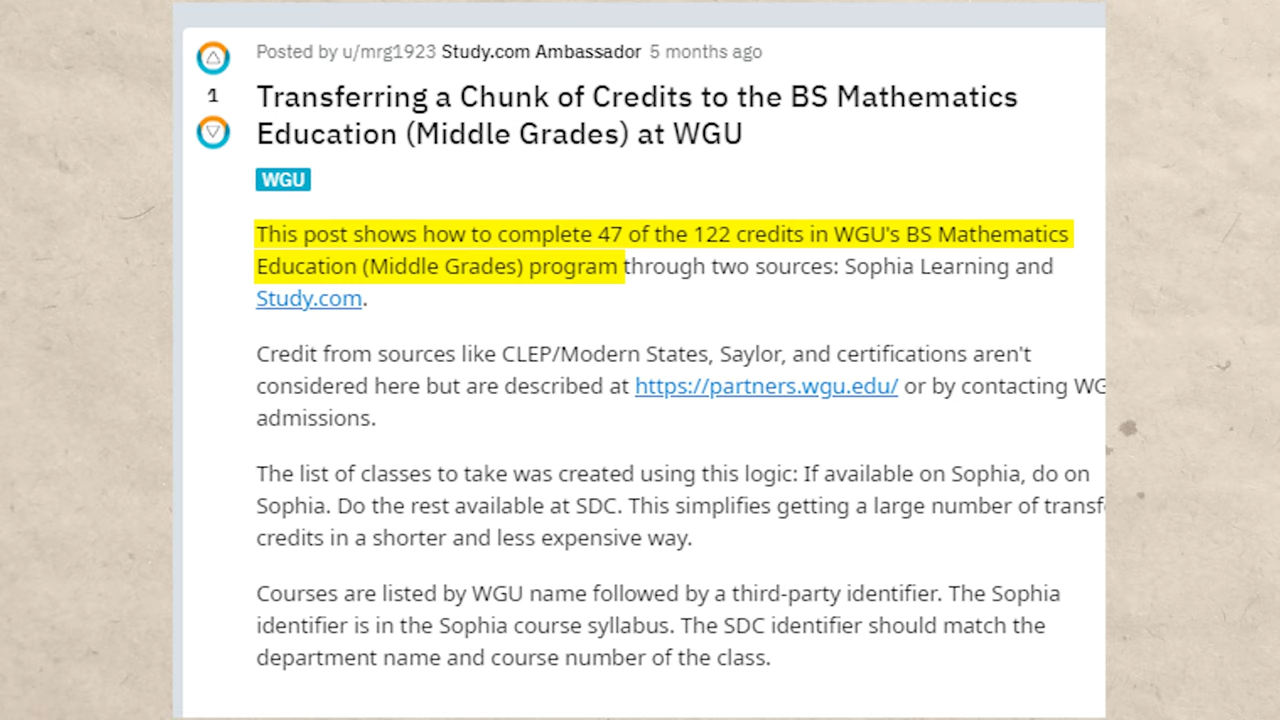 Posted by u/mrg1923 Study.com Ambassador 5 months ago
1
Transferring a Chunk of Credits to the BS Mathematics
Education (Middle Grades) at WGU
WGU
This post shows how to complete 47 of the 122 credits in WGU's BS Mathematics
Education (Middle Grades) program through two sources: Sophia Learning and
Study.com.
Credit from sources like CLEP/Modern States, Saylor, and certifications aren't
considered here but are described at https://partners.wgu.edu/ or by contacting
admissions.
The list of classes to take was created using this logic: If available on Sophia, do on
Sophia. Do the rest available at SDC. This simplifies getting a large number of
credits in a shorter and less expensive way.
Courses are listed by WGU name followed by a third-party identifier. The Sophia
identifier is in the Sophia course syllabus. The SDC identifier should match the
department name and course number of the class.